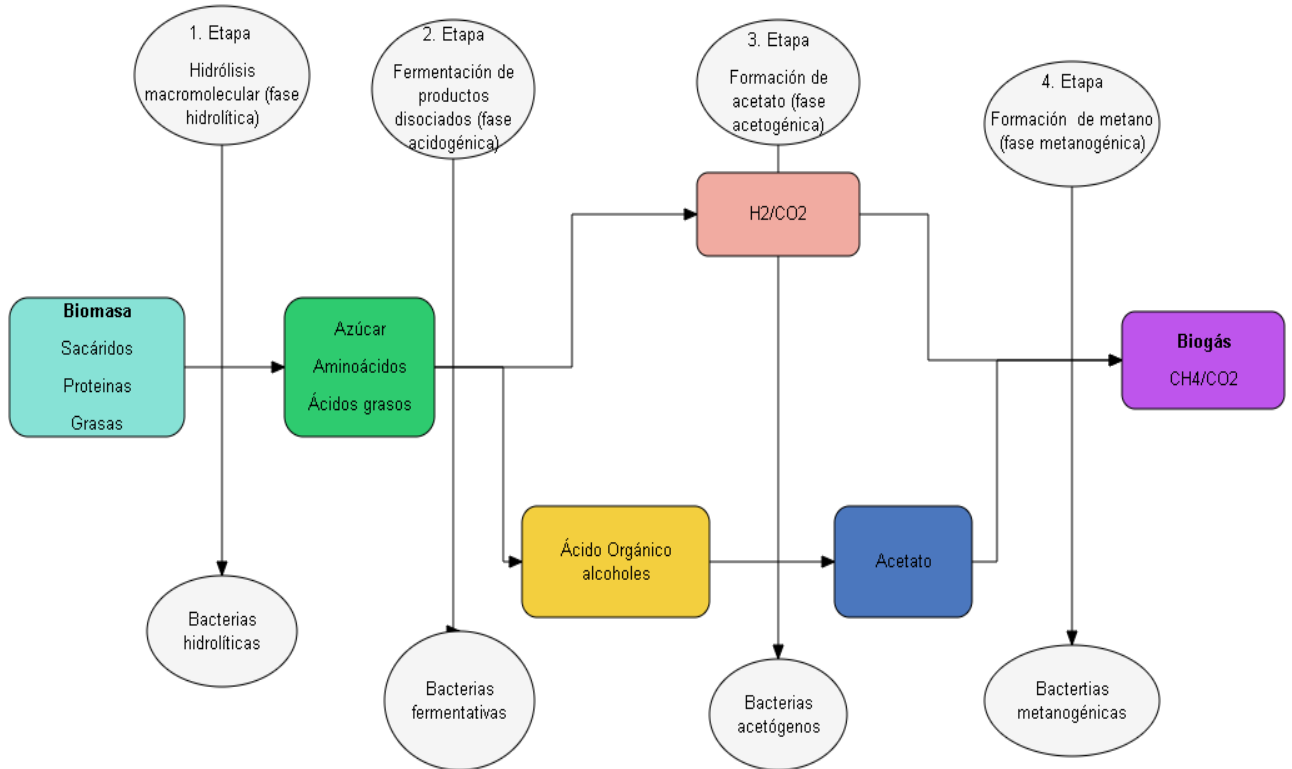 1. Etapa
Hidrólisis
macromolecular (fase
hidrolítica)
2. Etapa
Fermentación de
productos
disociados (fase
acidogénica)
3. Etapa
Formación de
acetato (fase
acetogénica)
4. Etapa
Formación de metano
(fase metanogénica)
H2/CO2
Biomasa
Sacáridos
Proteinas
Grasas
Azúcar
Aminoácidos
Ácidos grasos
Biogás
CH4/CO2
Ácido Orgánico
alcoholes
Acetato
Bacterias
hidrolíticas
Bacterias
fermentativas
Bacterias
acetógenos
Bactertias
metanogénicas